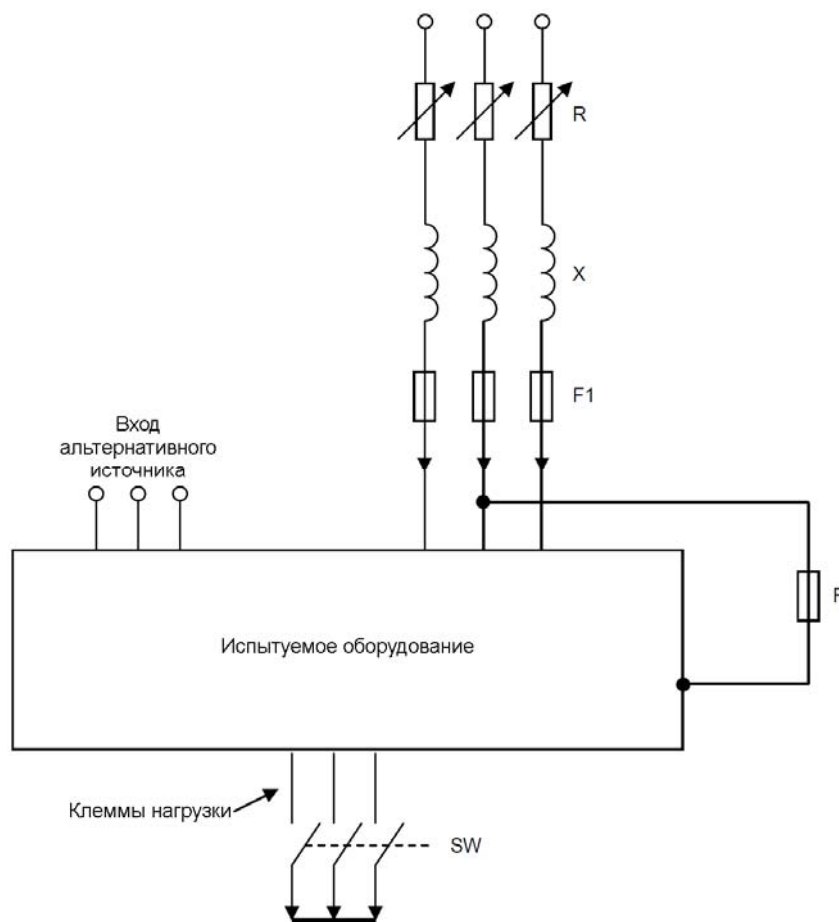 R
X
F1
Вход
альтернативного
источника
F
Испытуемое оборудование
Клеммы нагрузки
SW